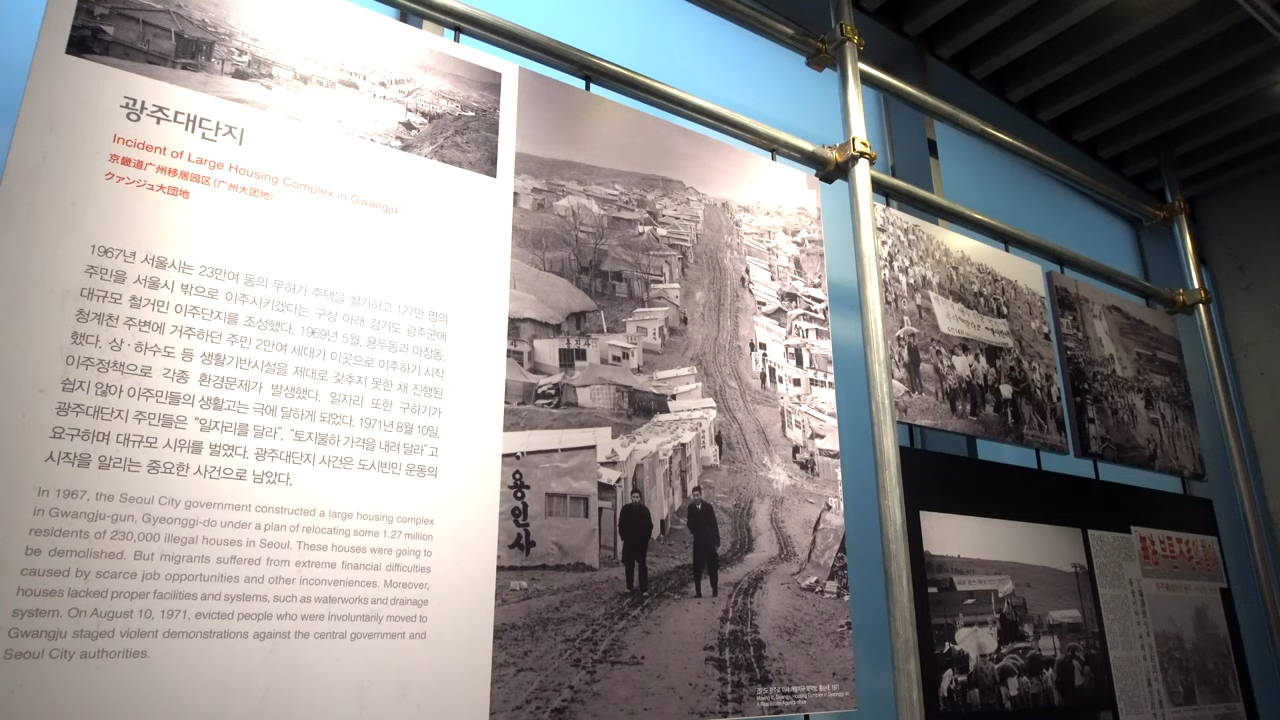 광주대단지
Incident of Large Housing Complex in Gwangju
京畿道广州移居园区(广州大团地)
クァンジュ大団地
1967년 서울시는 23만여 동의 무허가 주택을 철거하고 127만 명의
주민을 서울시 밖으로 이주시키겠다는 구상 아래 경기도 광주군에
대규모 철거민 이주단지를 조성했다. 1969년 5월, 용두동과 마장동,
청계천 주변에 거주하던 주민 2만여 세대가 이곳으로 이주하기 시작
했다. 상·하수도 등 생활기반시설을 제대로 갖추지 못한 채 진행된
이주정책으로 각종 환경문제가 발생했다. 일자리 또한 구하기가
쉽지 않아 이주민들의 생활고는 극에 달하게 되었다. 1971년 8월 10일,
광주대단지 주민들은 “일자리를 달라”, “토지불하 가격을 내려 달라”고
요구하며 대규모 시위를 벌였다. 광주대단지 사건은 도시빈민 운동의
시작을 알리는 중요한 사건으로 남았다.
In 1967, the Seoul City government constructed a large housing complex
in Gwangju-gun, Gyeonggi-do under a plan of relocating some 1.27 million
residents of 230,000 illegal houses in Seoul. These houses were going to
be demolished. But migrants suffered from extreme financial difficulties
caused by scarce job opportunities and other inconveniences. Moreover,
houses lacked proper facilities and systems, such as waterworks and drainage
system. On August 10, 1971, evicted people who were involuntarily moved to
Gwangju staged violent demonstrations against the central government and
Seoul City authorities.
용인사
Moving to Gwangju Housing Complex in Gyeonggi-do